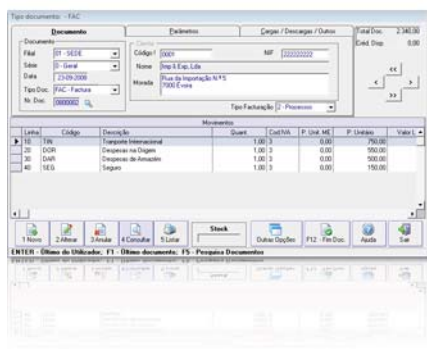 Tipo documento: - FAC
Documento
Parâmetros
Cargas / Descargas / Outros
Total Doc. 2.340,00
Documento
Filial 01 - SEDE
Série 0 - Geral
Data 23-09-2008
Tipo Doc. FAC - Factura
Nr. Doc. 0000002
Código 0001
NIF 222222222
Nome Imp & Exp, Lda
Morada Rua da Importação N.º 5
7000 Évora
Tipo Facturação 2 - Processo
0,00
<<
< >
>>
Movimentos
Linha Código Descrição Quant. Cod IVA P. Unit. ME P. Unitário Valor L
10 TIN Transporte Internacional 1,00 3 0,00 750,00
20 DOR Despesas na Origem 1,00 3 0,00 550,00
30 DAR Despesas de Armazém 1,00 3 0,00 500,00
40 SEG Seguro 1,00 3 0,00 150,00
1 Novo
2 Alterar
3 Anular
4 Consultar
5 Listar
Stock
Outras Opções
F12 - Fim Doc.
Ajuda
Sair
ENTER - Último do Utilizador; F1 - Último documento; F5 - Pesquisa Documentos